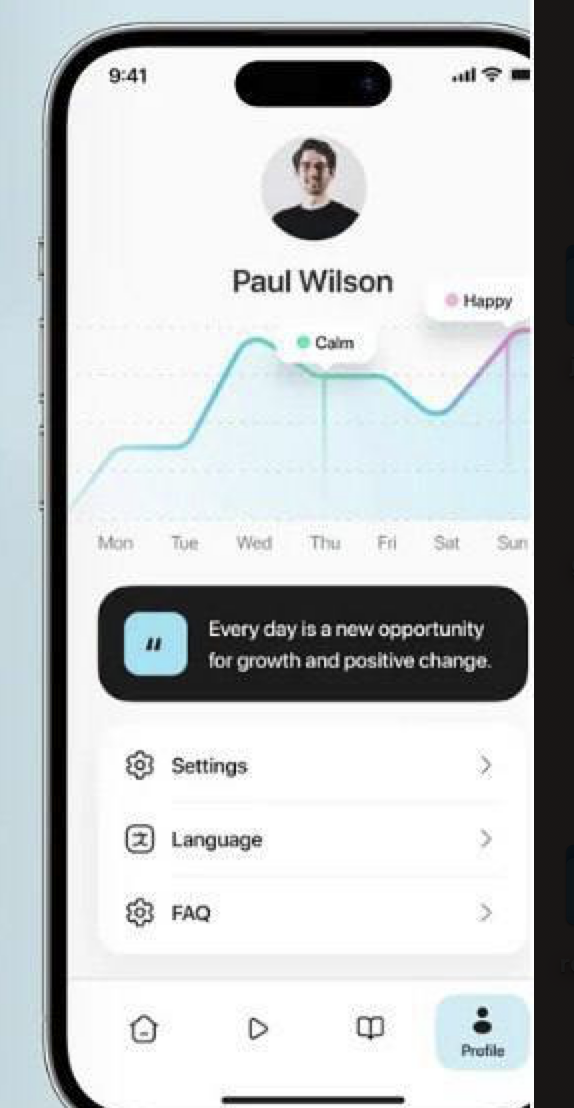 9:41
Paul Wilson
Happy
Calm
Mon Tue Wed Thu Fri Sat Sun
"
Every day is a new opportunity
for growth and positive change.
Settings
文
Language
FAQ
Profile